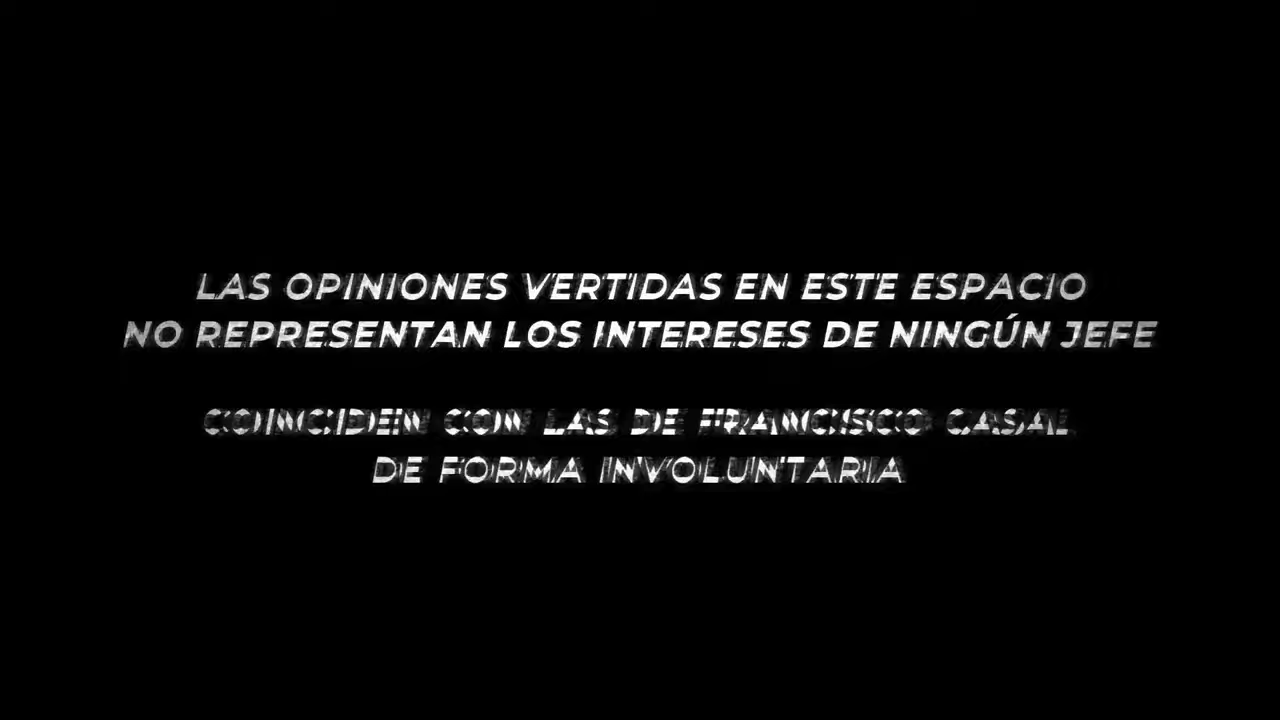 LAS OPINIONES VERTIDAS EN ESTE ESPACIO
NO REPRESENTAN LOS INTERESES DE NINGÚN JEFE
COINCIDEN CON LAS DE FRANCISCO CASAL
DE FORMA INVOLUNTARIA